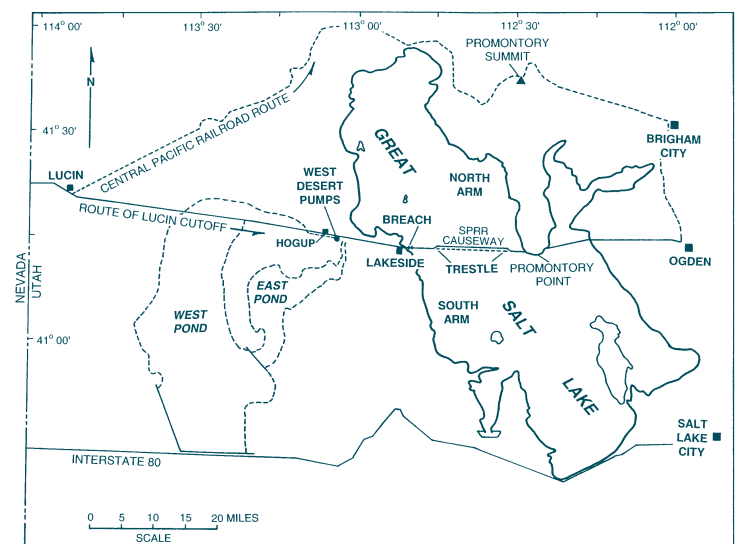 114° 00'
113° 30'
113° 00'
112° 30'
112° 00'
PROMONTORY
SUMMIT
N
CENTRAL PACIFIC RAILROAD ROUTE
41° 30'
BRIGHAM
CITY
GREAT
LUCIN
WEST
DESERT
PUMPS
NORTH
ARM
ROUTE OF LUCIN CUTOFF
BREACH
SPRR
CAUSEWAY
HOGUP
LAKESIDE
TRESTLE
PROMONTORY
POINT
OGDEN
NEVADA
UTAH
EAST
POND
WEST
POND
SOUTH
ARM
SALT
41° 00'
LAKE
SALT
LAKE
CITY
INTERSTATE 80
0 5 10 15 20 MILES
SCALE